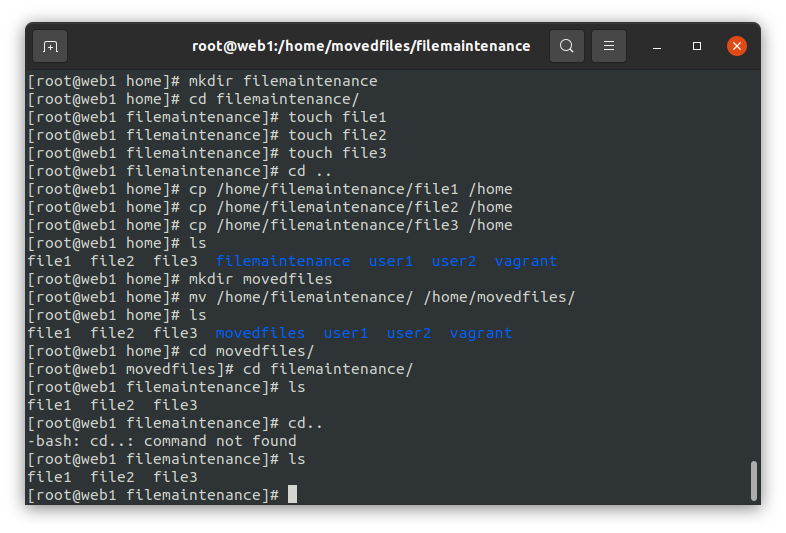 root@web1:/home/movedfiles/filemaintenance
[root@web1 home]# mkdir filemaintenance
[root@web1 home]# cd filemaintenance/
[root@web1 filemaintenance]# touch file1
[root@web1 filemaintenance]# touch file2
[root@web1 filemaintenance]# touch file3
[root@web1 filemaintenance]# cd ..
[root@web1 home]# cp /home/filemaintenance/file1 /home
[root@web1 home]# cp /home/filemaintenance/file2 /home
[root@web1 home]# cp /home/filemaintenance/file3 /home
[root@web1 home]# ls
file1  file2  file3  filemaintenance  user1  user2  vagrant
[root@web1 home]# mkdir movedfiles
[root@web1 home]# mv /home/filemaintenance/ /home/movedfiles/
[root@web1 home]# ls
file1  file2  file3  movedfiles  user1  user2  vagrant
[root@web1 home]# cd movedfiles/
[root@web1 movedfiles]# cd filemaintenance/
[root@web1 filemaintenance]# ls
file1  file2  file3
[root@web1 filemaintenance]# cd..
-bash: cd..: command not found
[root@web1 filemaintenance]# ls
file1  file2  file3
[root@web1 filemaintenance]#